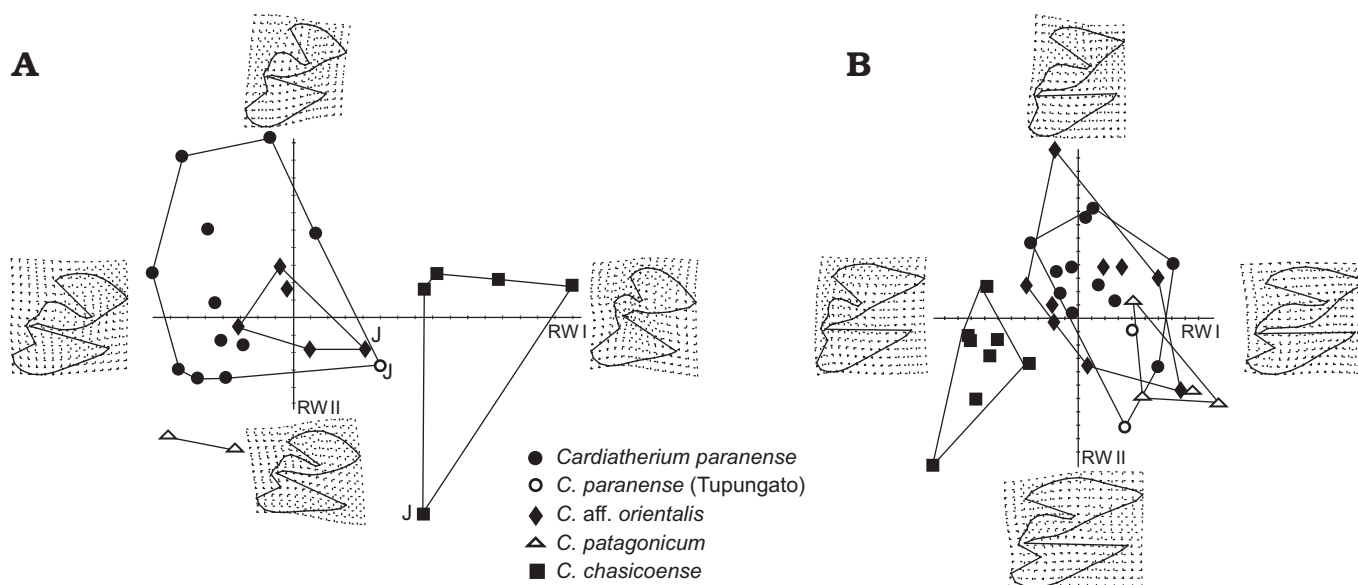 A
B
J
RW I
J
RW II
J
RW I
RW II
Cardiatherium paranense
C. paranense (Tupungato)
C. aff. orientalis
C. patagonicum
C. chasicoense